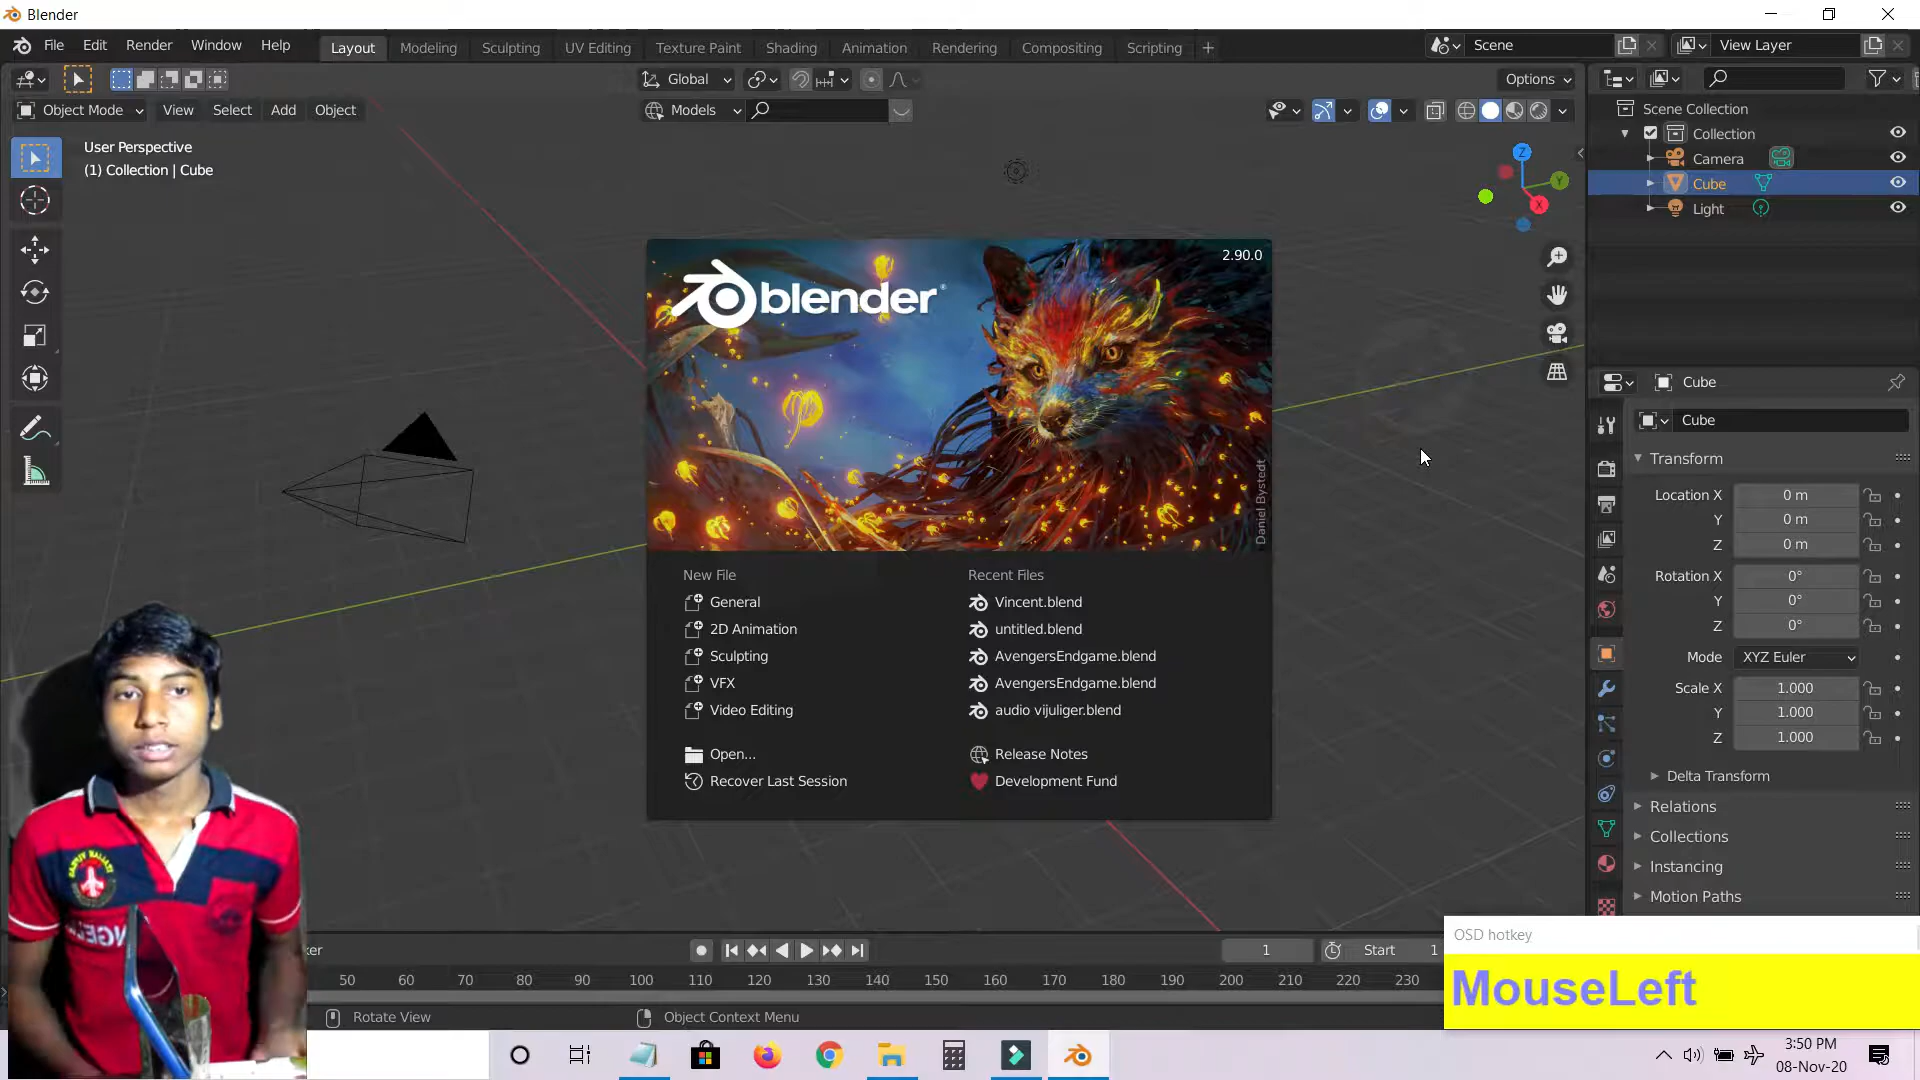 Blender
File Edit Render Window Help Layout Modeling Sculpting UV Editing Texture Paint Shading Animation Rendering Compositing Scripting + Scene View Layer
Global Options
Object Mode View Select Add Object Models
User Perspective
(1) Collection | Cube
Z
Y
X
Scene Collection
Collection
Camera
Cube
Light
2.90.0
blender
Daniel Bystedt
New File
General
2D Animation
Sculpting
VFX
Video Editing
Open...
Recover Last Session
Recent Files
Vincent.blend
untitled.blend
AvengersEndgame.blend
AvengersEndgame.blend
audio vijuliger.blend
Release Notes
Development Fund
Cube
Cube
Transform
Location X 0 m
Y 0 m
Z 0 m
Rotation X 0°
Y 0°
Z 0°
Mode XYZ Euler
Scale X 1.000
Y 1.000
Z 1.000
Delta Transform
Relations
Collections
Instancing
Motion Paths
OSD hotkey
MouseLeft
ker 1 Start 1
50 60 70 80 90 100 110 120 130 140 150 160 170 180 190 200 210 220 230
Rotate View Object Context Menu
3:50 PM
08-Nov-20